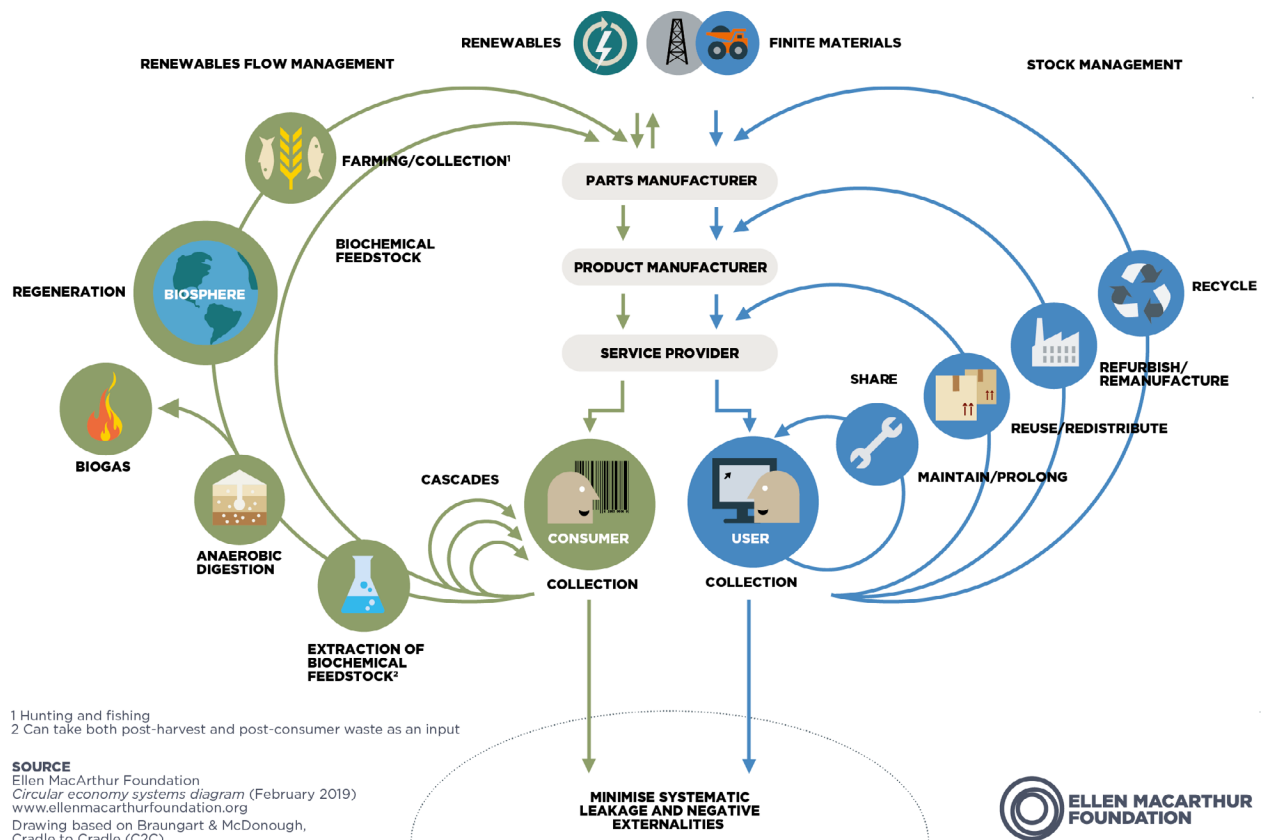 RENEWABLES
FINITE MATERIALS
RENEWABLES FLOW MANAGEMENT
STOCK MANAGEMENT
FARMING/COLLECTION¹
PARTS MANUFACTURER
BIOCHEMICAL
FEEDSTOCK
PRODUCT MANUFACTURER
REGENERATION
BIOSPHERE
RECYCLE
SERVICE PROVIDER
SHARE
REFURBISH/
REMANUFACTURE
REUSE/REDISTRIBUTE
BIOGAS
CASCADES
MAINTAIN/PROLONG
CONSUMER
USER
ANAEROBIC
DIGESTION
COLLECTION
COLLECTION
EXTRACTION OF
BIOCHEMICAL
FEEDSTOCK²
1 Hunting and fishing
2 Can take both post-harvest and post-consumer waste as an input
SOURCE
Ellen MacArthur Foundation
Circular economy systems diagram (February 2019)
www.ellenmacarthurfoundation.org
Drawing based on Braungart & McDonough,
Cradle to Cradle (C2C)
MINIMISE SYSTEMATIC
LEAKAGE AND NEGATIVE
EXTERNALITIES
ELLEN MACARTHUR
FOUNDATION